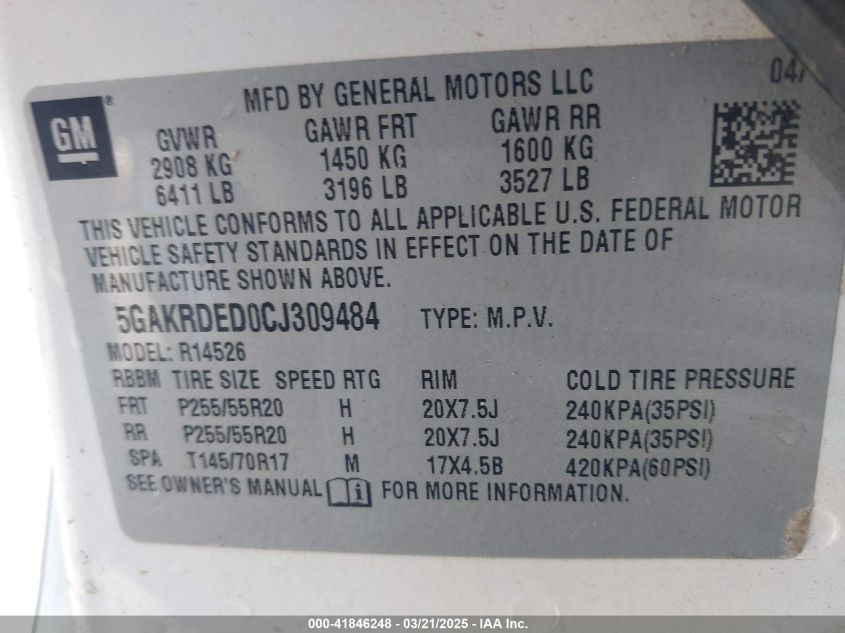 MFD BY GENERAL MOTORS LLC 04/
GM ®
GVWR GAWR FRT GAWR RR
2908 KG 1450 KG 1600 KG
6411 LB 3196 LB 3527 LB
THIS VEHICLE CONFORMS TO ALL APPLICABLE U.S. FEDERAL MOTOR
VEHICLE SAFETY STANDARDS IN EFFECT ON THE DATE OF
MANUFACTURE SHOWN ABOVE.
5GAKRDED0CJ309484 TYPE: M.P.V.
MODEL: R14526
RBBM TIRE SIZE SPEED RTG RIM COLD TIRE PRESSURE
FRT P255/55R20 H 20X7.5J 240KPA(35PSI)
RR P255/55R20 H 20X7.5J 240KPA(35PSI)
SPA T145/70R17 M 17X4.5B 420KPA(60PSI)
SEE OWNER'S MANUAL i FOR MORE INFORMATION.
000-41846248 - 03/21/2025 - IAA Inc.